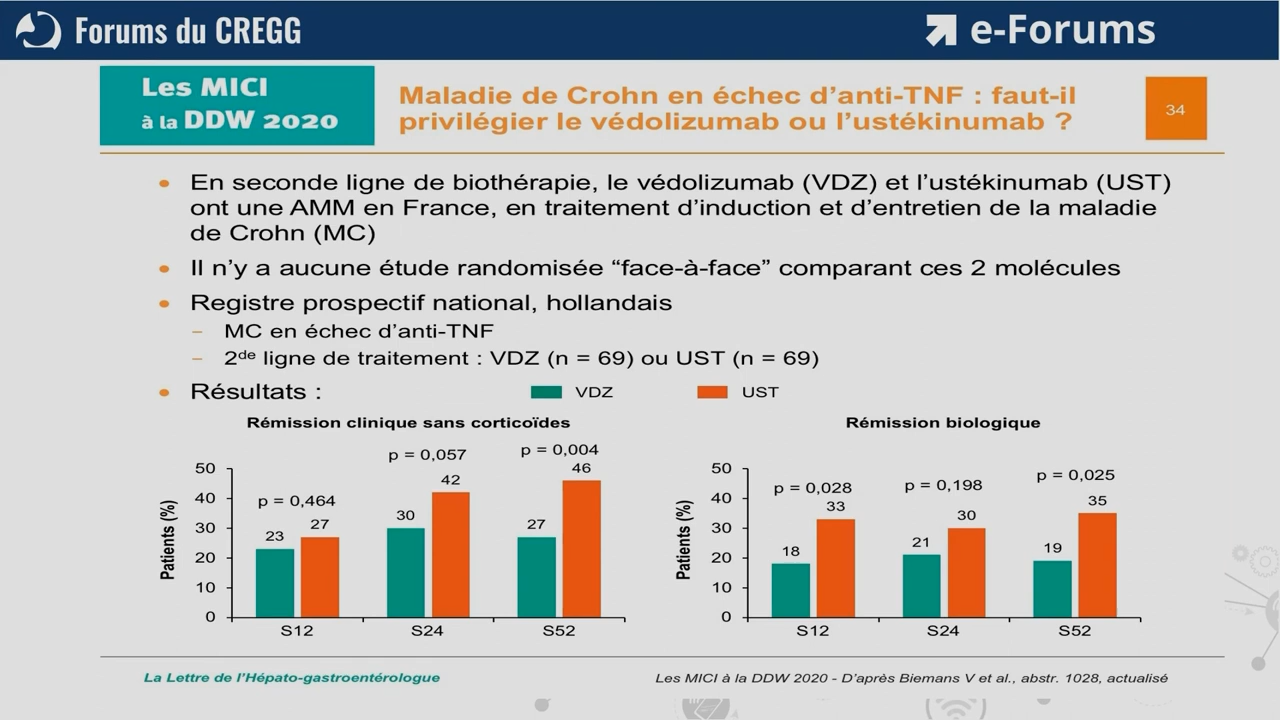 Forums du CREGG
e-Forums
Les MICI
à la DDW 2020
Maladie de Crohn en échec d’anti-TNF : faut-il
privilégier le védolizumab ou l’ustékinumab ?
34
• En seconde ligne de biothérapie, le védolizumab (VDZ) et l’ustékinumab (UST)
ont une AMM en France, en traitement d’induction et d’entretien de la maladie
de Crohn (MC)
• Il n’y a aucune étude randomisée “face-à-face” comparant ces 2 molécules
• Registre prospectif national, hollandais
– MC en échec d’anti-TNF
– 2de ligne de traitement : VDZ (n = 69) ou UST (n = 69)
• Résultats :
VDZ
UST
Rémission clinique sans corticoïdes
Patients (%)
50
40
30
20
10
0
p = 0,464
23
27
p = 0,057
30
42
p = 0,004
27
46
S12
S24
S52
Rémission biologique
Patients (%)
50
40
30
20
10
0
p = 0,028
18
33
p = 0,198
21
30
p = 0,025
19
35
S12
S24
S52
La Lettre de l’Hépato-gastroentérologue
Les MICI à la DDW 2020 - D’après Biemans V et al., abstr. 1028, actualisé